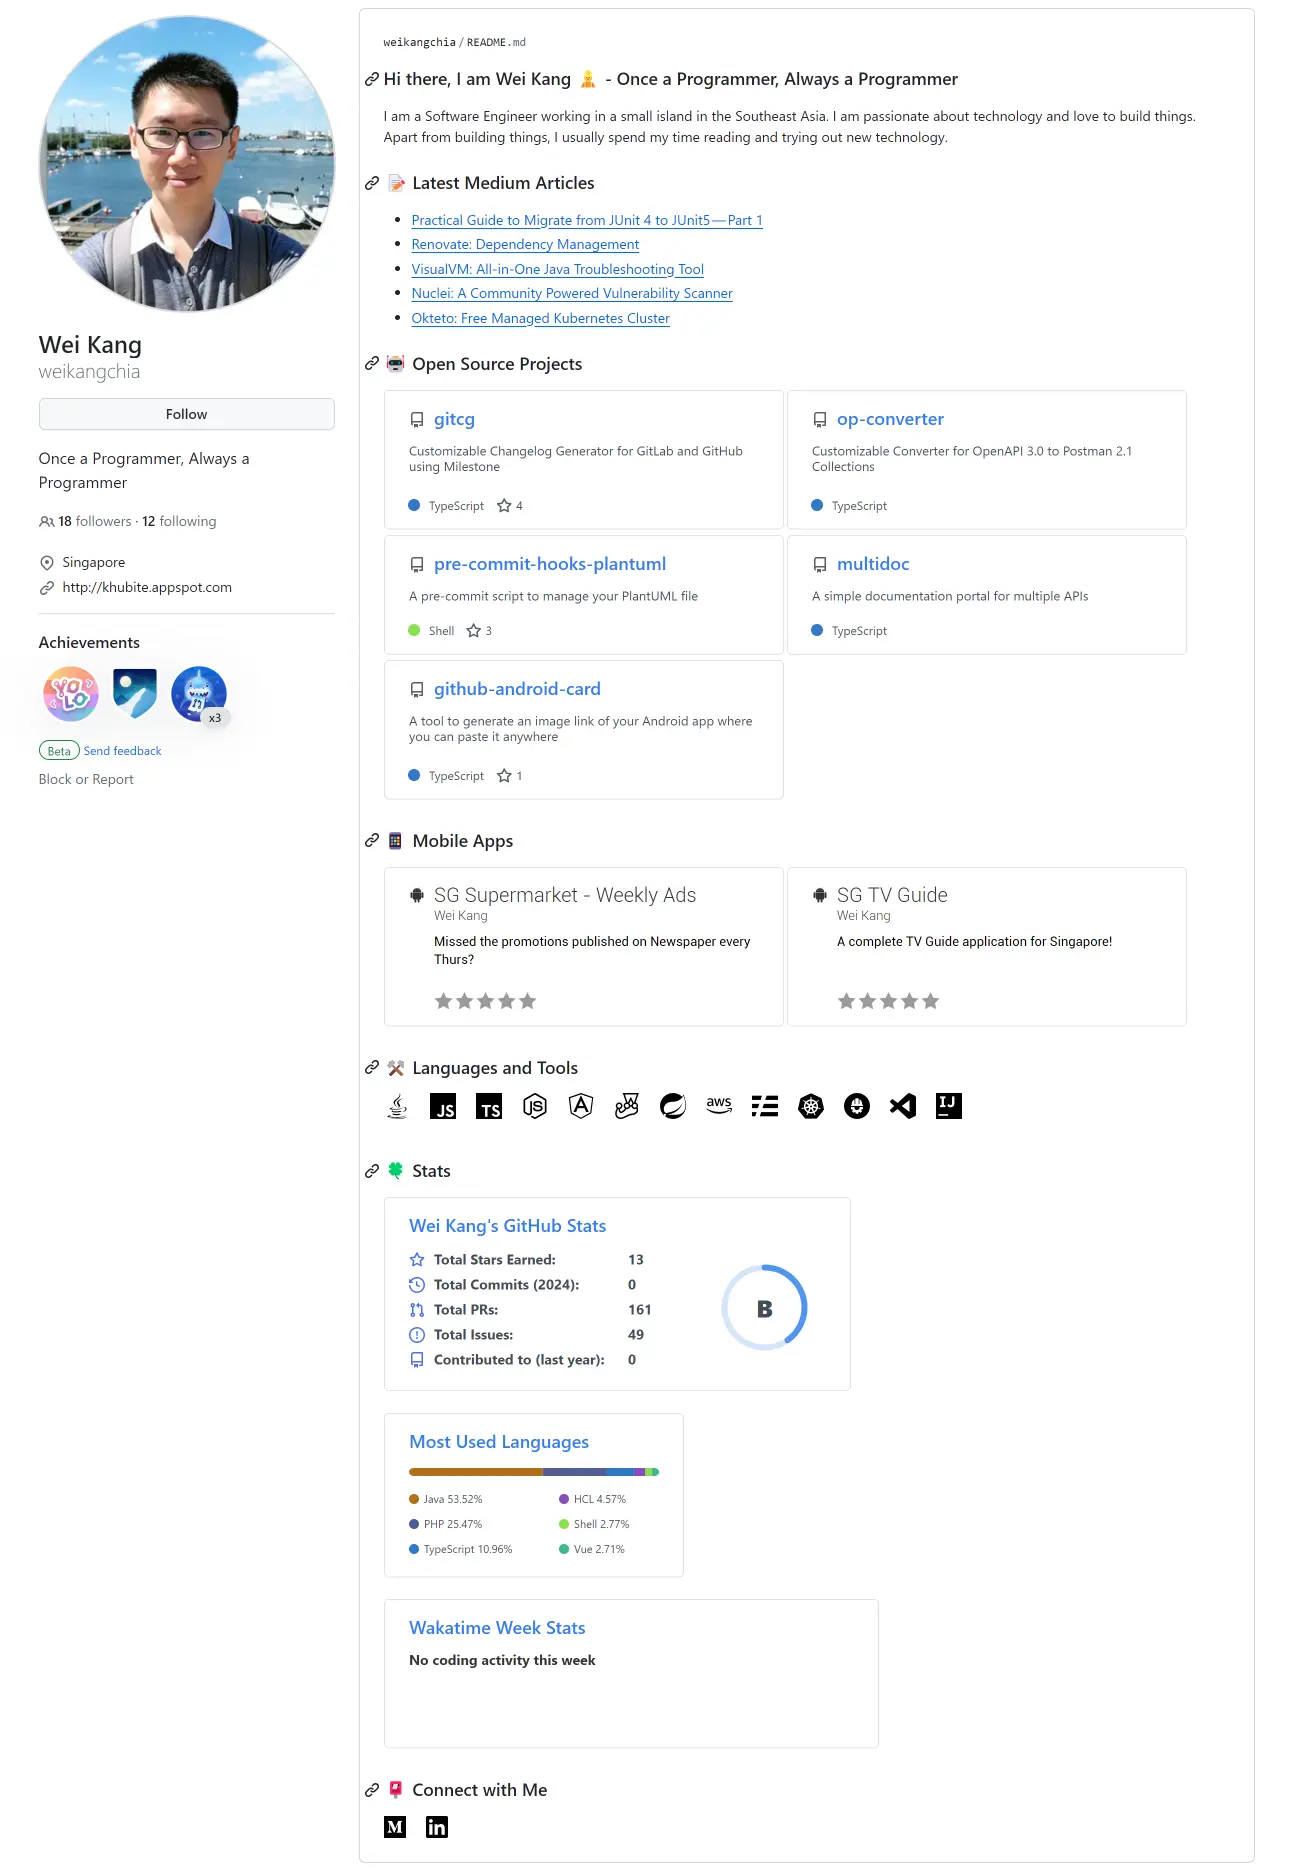 Wei Kang
weikangchia
Follow
Once a Programmer, Always a
Programmer
18 followers · 12 following
Singapore
http://khubite.appspot.com
Achievements
YOLO
x3
Beta Send feedback
Block or Report
weikangchia / README.md
Hi there, I am Wei Kang - Once a Programmer, Always a Programmer
I am a Software Engineer working in a small island in the Southeast Asia. I am passionate about technology and love to build things.
Apart from building things, I usually spend my time reading and trying out new technology.
Latest Medium Articles
Practical Guide to Migrate from JUnit 4 to JUnit5 — Part 1
Renovate: Dependency Management
VisualVM: All-in-One Java Troubleshooting Tool
Nuclei: A Community Powered Vulnerability Scanner
Okteto: Free Managed Kubernetes Cluster
Open Source Projects
gitcg
Customizable Changelog Generator for GitLab and GitHub
using Milestone
TypeScript 4
op-converter
Customizable Converter for OpenAPI 3.0 to Postman 2.1
Collections
TypeScript
pre-commit-hooks-plantuml
A pre-commit script to manage your PlantUML file
Shell 3
multidoc
A simple documentation portal for multiple APIs
TypeScript
github-android-card
A tool to generate an image link of your Android app where
you can paste it anywhere
TypeScript 1
Mobile Apps
SG Supermarket - Weekly Ads
Wei Kang
Missed the promotions published on Newspaper every
Thurs?
SG TV Guide
Wei Kang
A complete TV Guide application for Singapore!
Languages and Tools
JS TS JS A aws IJ
Stats
Wei Kang's GitHub Stats
Total Stars Earned: 13
Total Commits (2024): 0
Total PRs: 161
Total Issues: 49
Contributed to (last year): 0
B
Most Used Languages
Java 53.52%
PHP 25.47%
TypeScript 10.96%
HCL 4.57%
Shell 2.77%
Vue 2.71%
Wakatime Week Stats
No coding activity this week
Connect with Me
M in